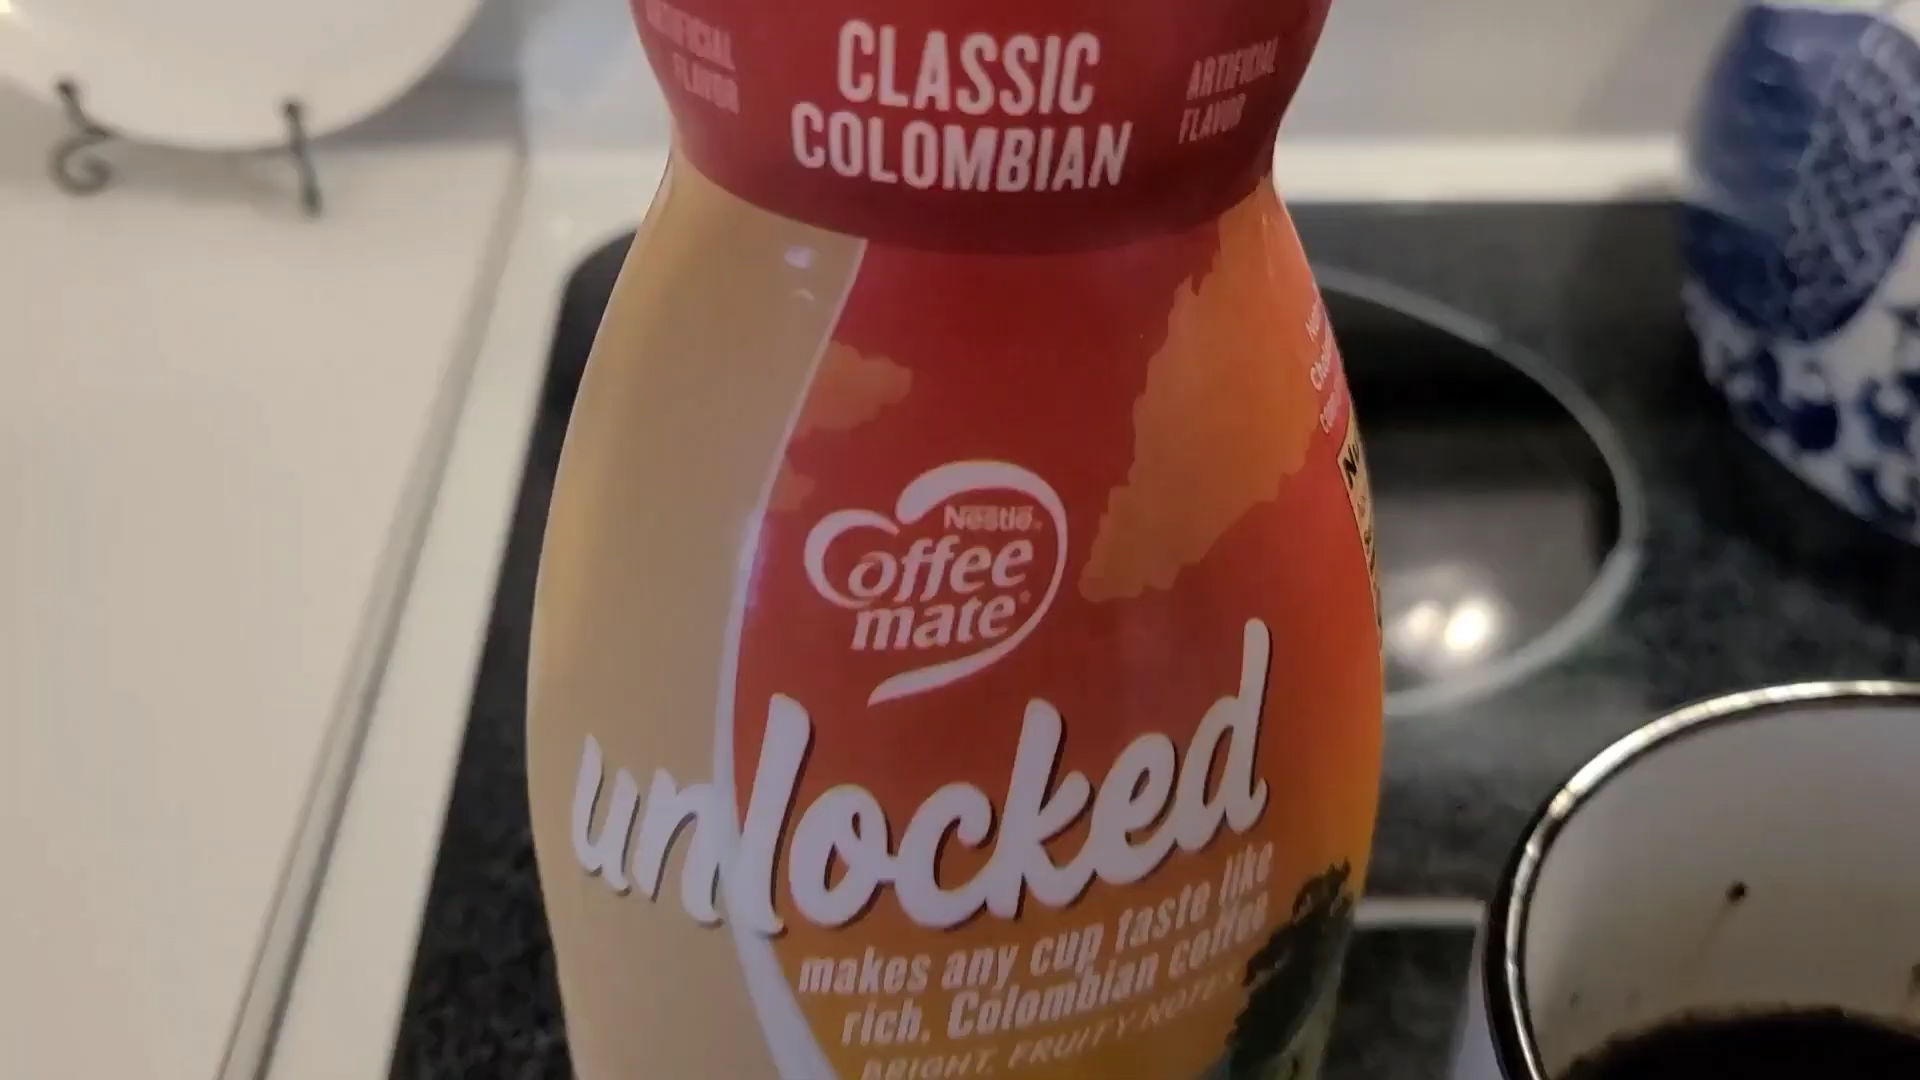 ARTIFICIAL
FLAVOR
CLASSIC
COLOMBIAN
ARTIFICIAL
FLAVOR
Nestlé
Coffee
mate
unlocked
makes any cup taste like
rich, Colombian coffee
BRIGHT, FRUITY NOTES